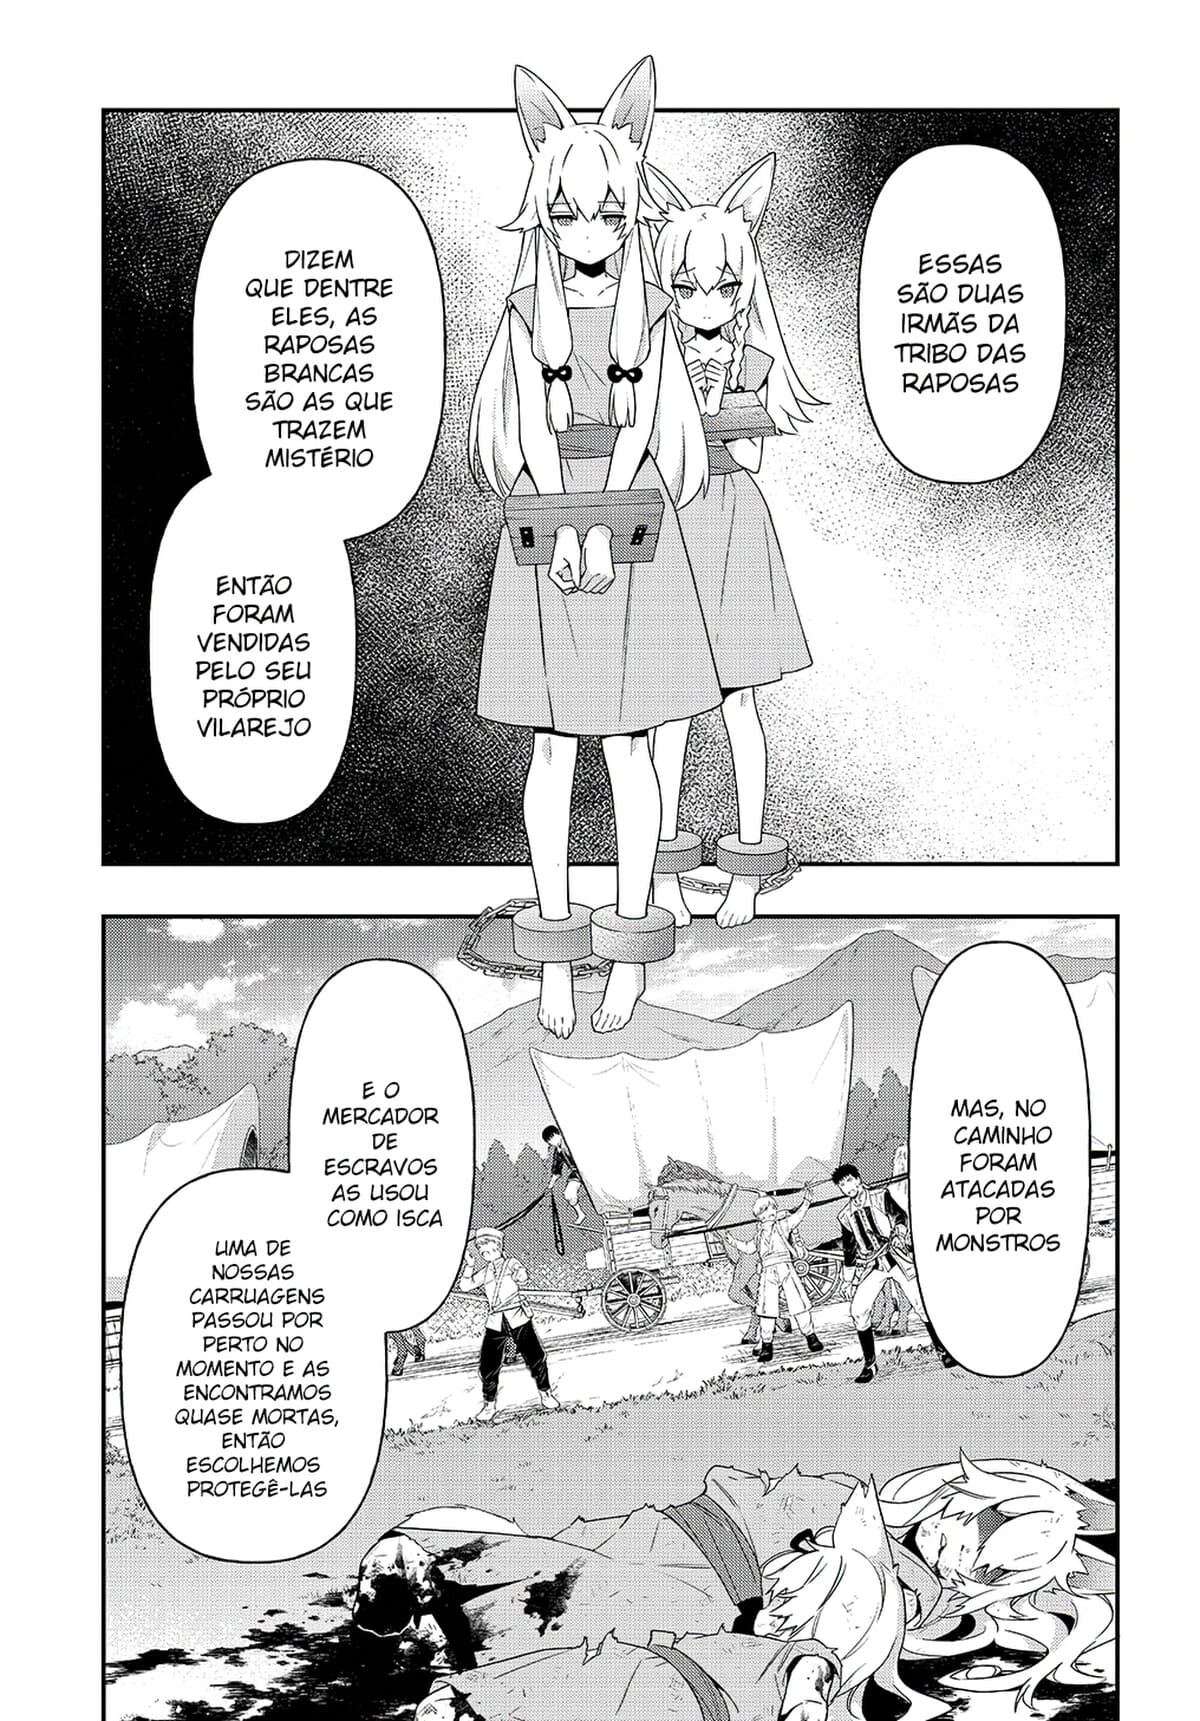 ESSAS
SÃO DUAS
IRMÃS DA
TRIBO DAS
RAPOSAS
DIZEM
QUE DENTRE
ELES, AS
RAPOSAS
BRANCAS
SÃO AS QUE
TRAZEM
MISTÉRIO
ENTÃO
FORAM
VENDIDAS
PELO SEU
PRÓPRIO
VILAREJO
MAS, NO
CAMINHO
FORAM
ATACADAS
POR
MONSTROS
E O
MERCADOR
DE
ESCRAVOS
AS USOU
COMO ISCA
UMA DE
NOSSAS
CARRUAGENS
PASSOU POR
PERTO NO
MOMENTO E AS
ENCONTRAMOS
QUASE MORTAS,
ENTÃO
ESCOLHEMOS
PROTEGÊ-LAS